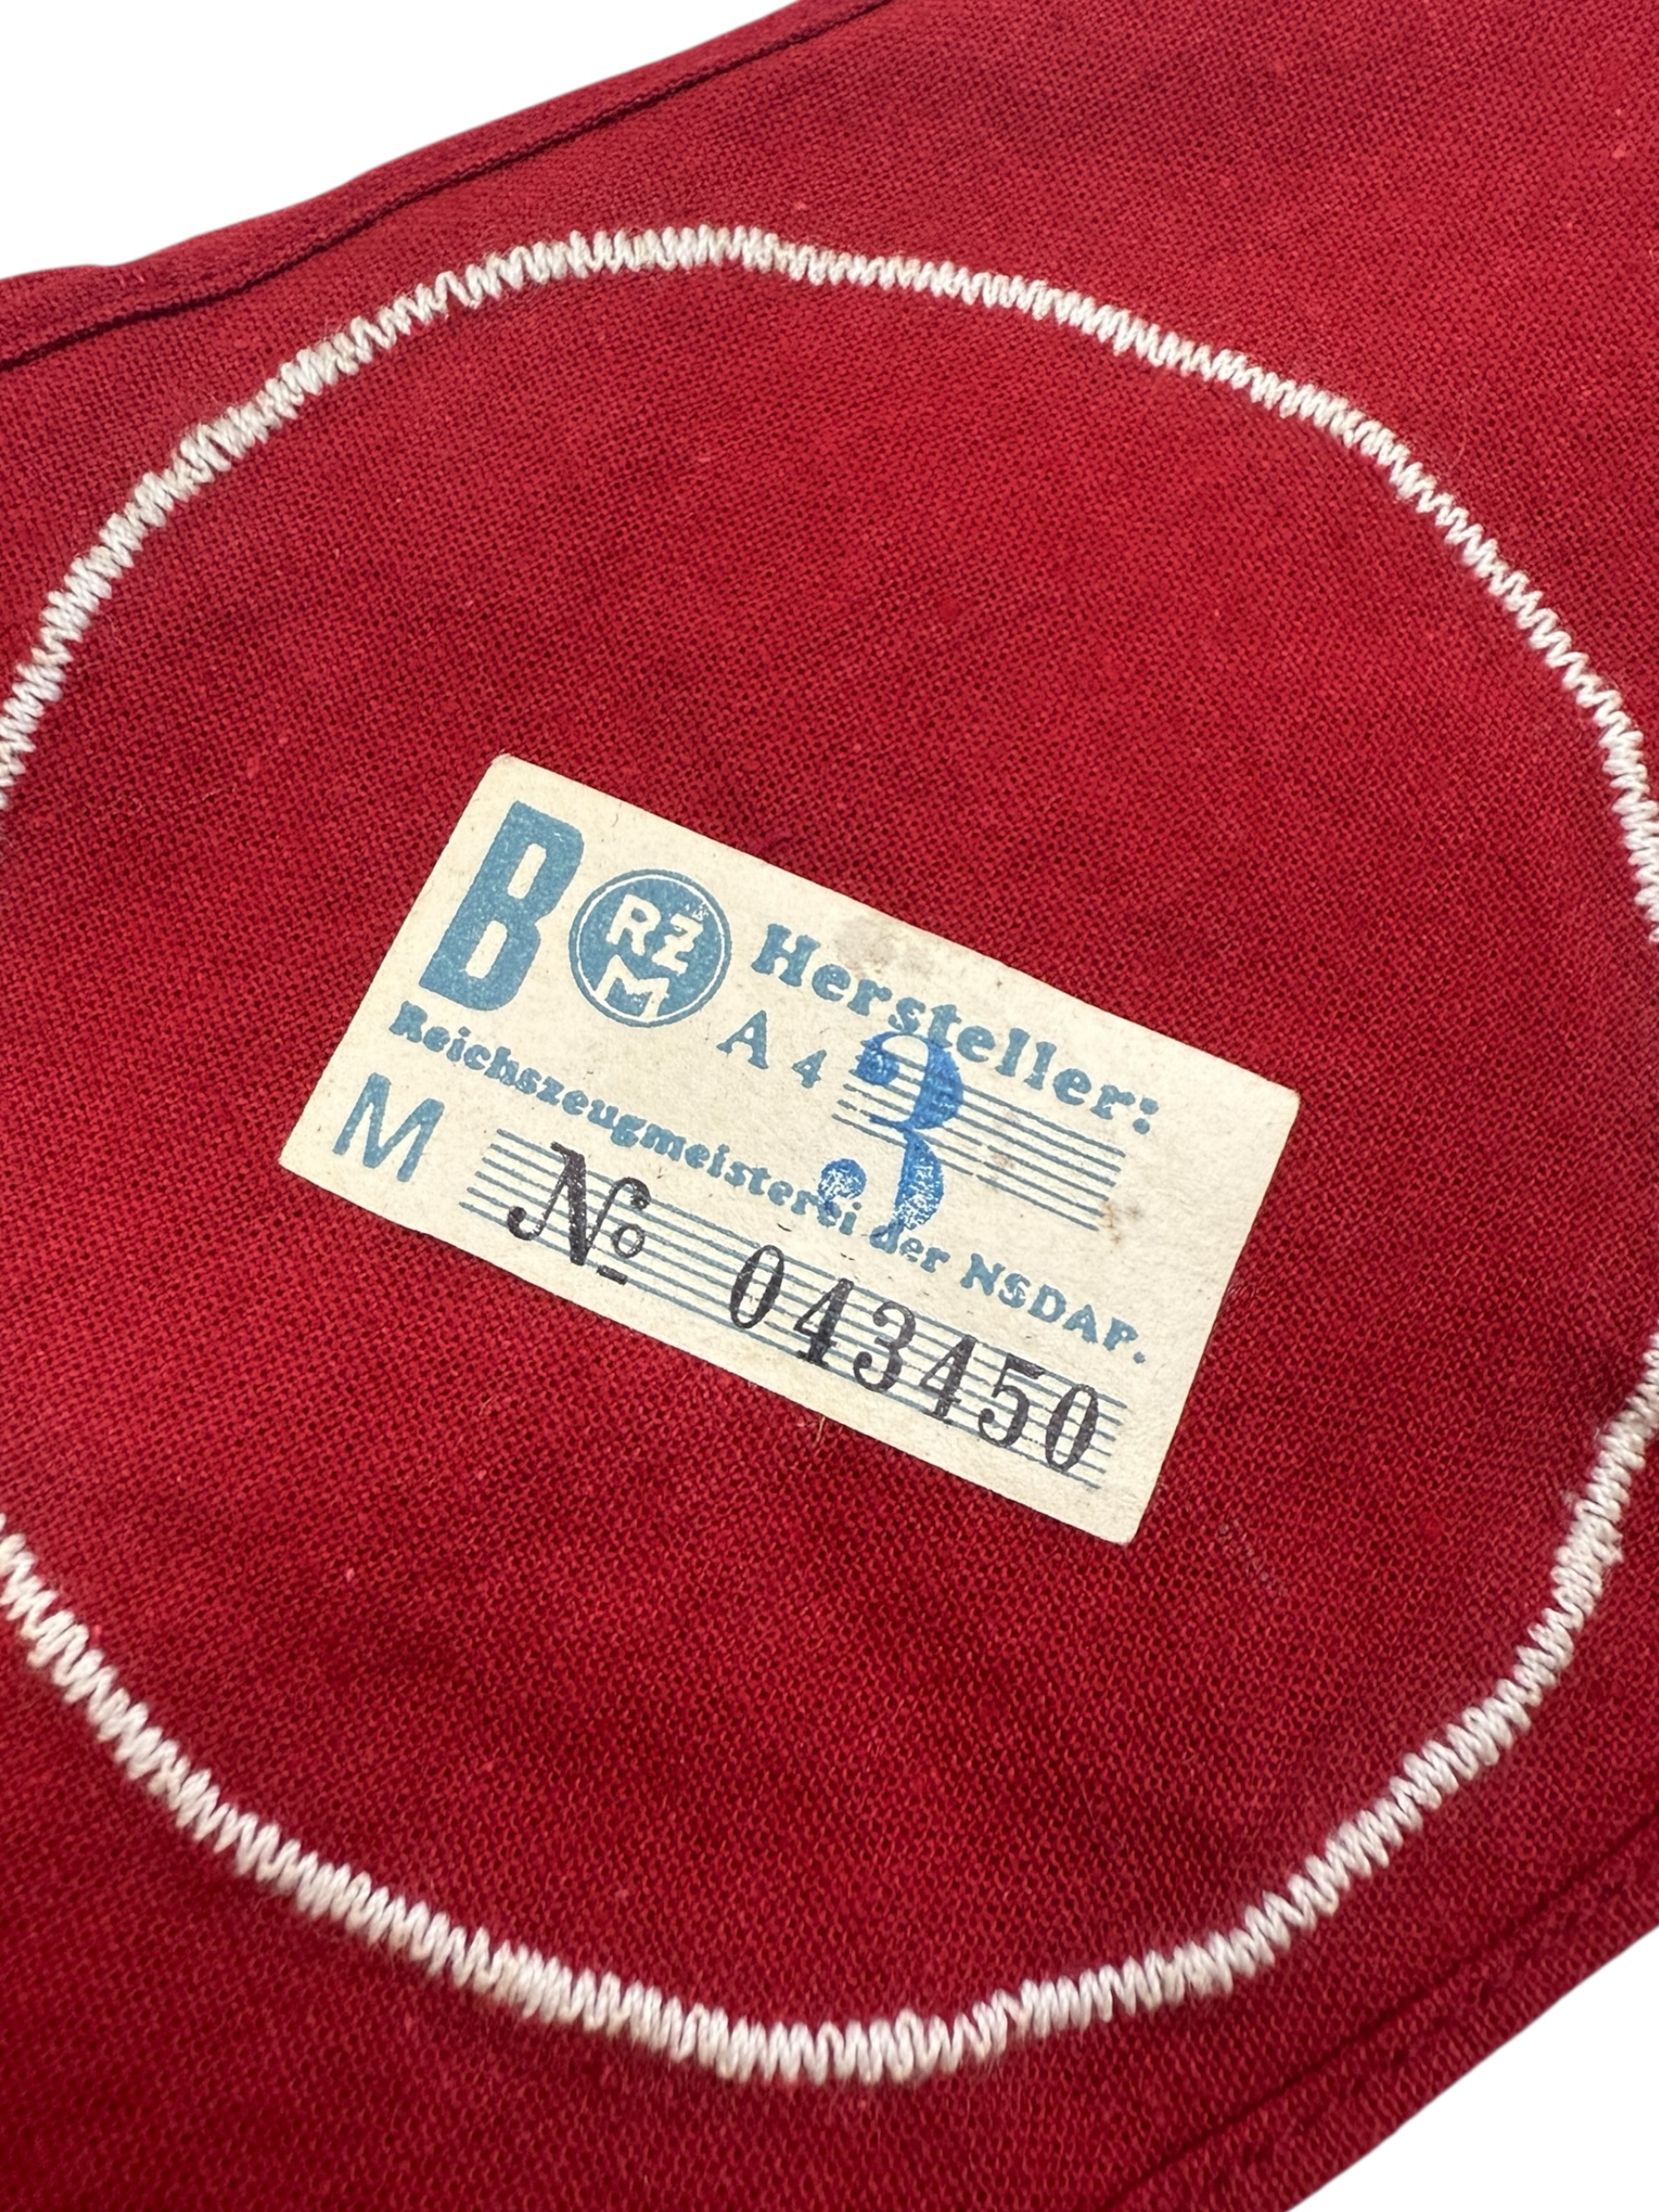 B RZM Hersteller:
A 4 3
Reichszeugmeisterei der NSDAP.
M № 043450